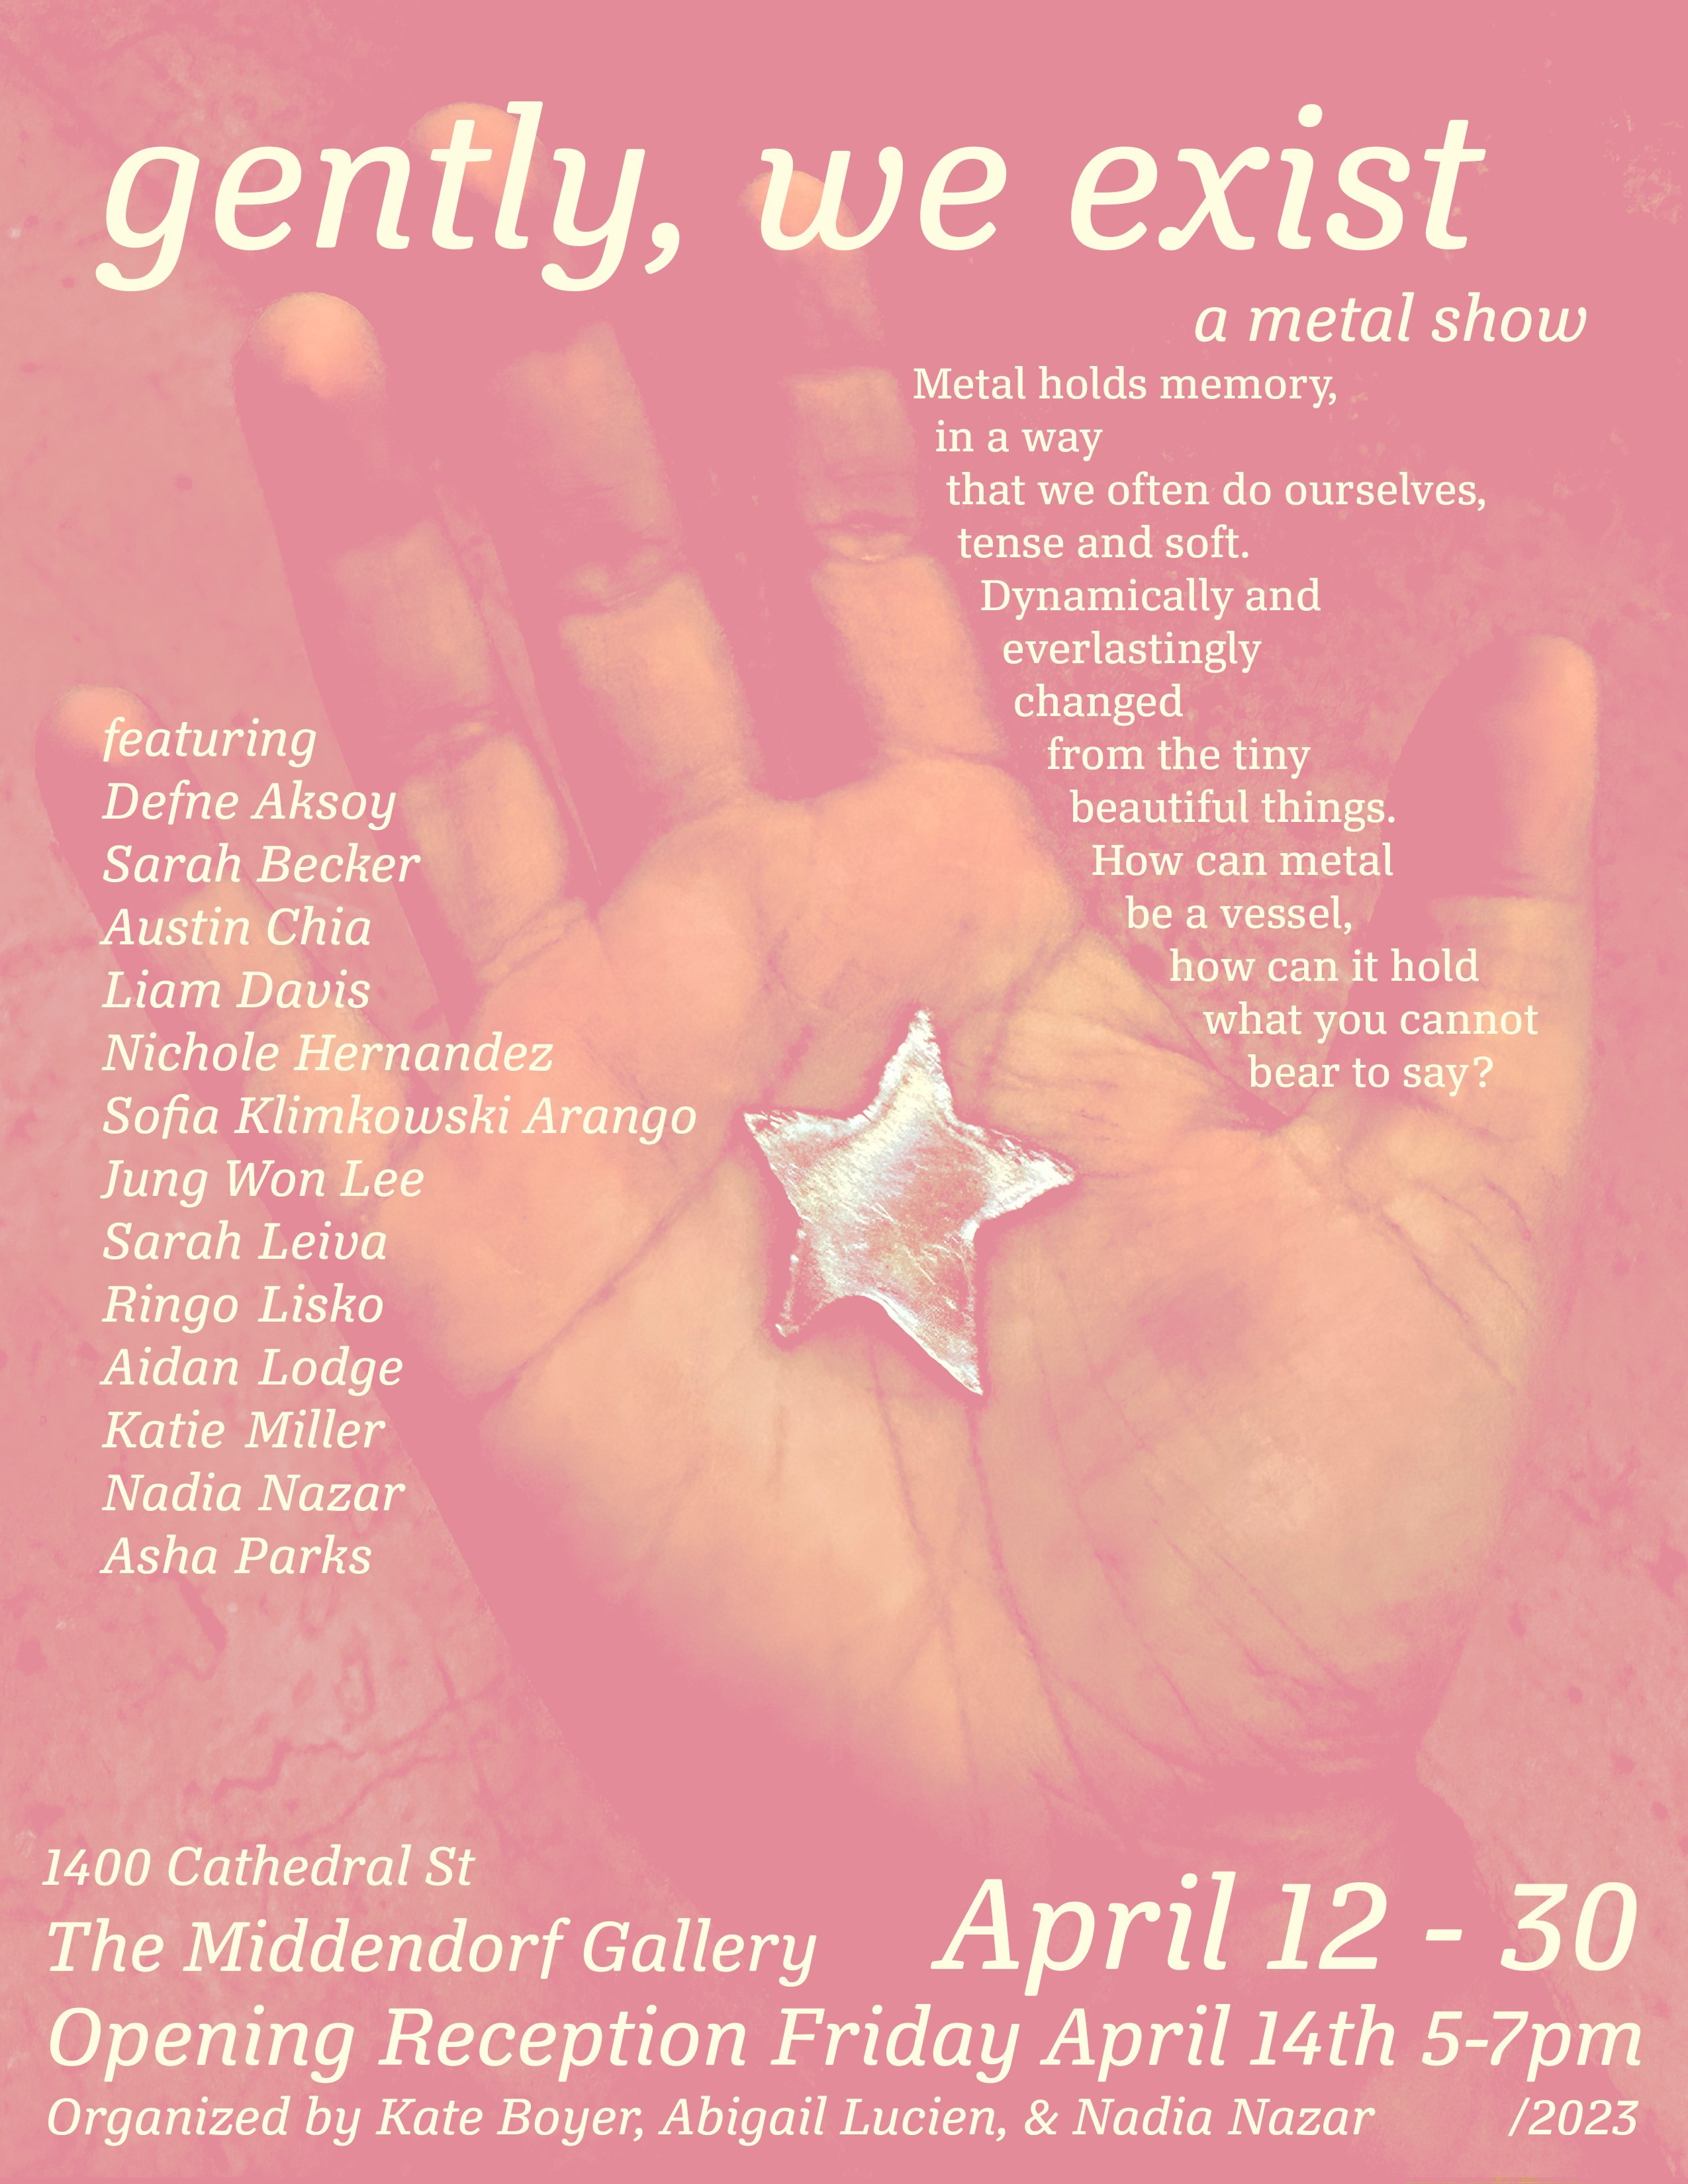 gently, we exist
a metal show
Metal holds memory,
in a way
that we often do ourselves,
tense and soft.
Dynamically and
everlastingly
changed
from the tiny
beautiful things.
How can metal
be a vessel,
how can it hold
what you cannot
bear to say?
featuring
Defne Aksoy
Sarah Becker
Austin Chia
Liam Davis
Nichole Hernandez
Sofia Klimkowski Arango
Jung Won Lee
Sarah Leiva
Ringo Lisko
Aidan Lodge
Katie Miller
Nadia Nazar
Asha Parks
1400 Cathedral St
The Middendorf Gallery
April 12 - 30
Opening Reception Friday April 14th 5-7pm
Organized by Kate Boyer, Abigail Lucien, & Nadia Nazar /2023